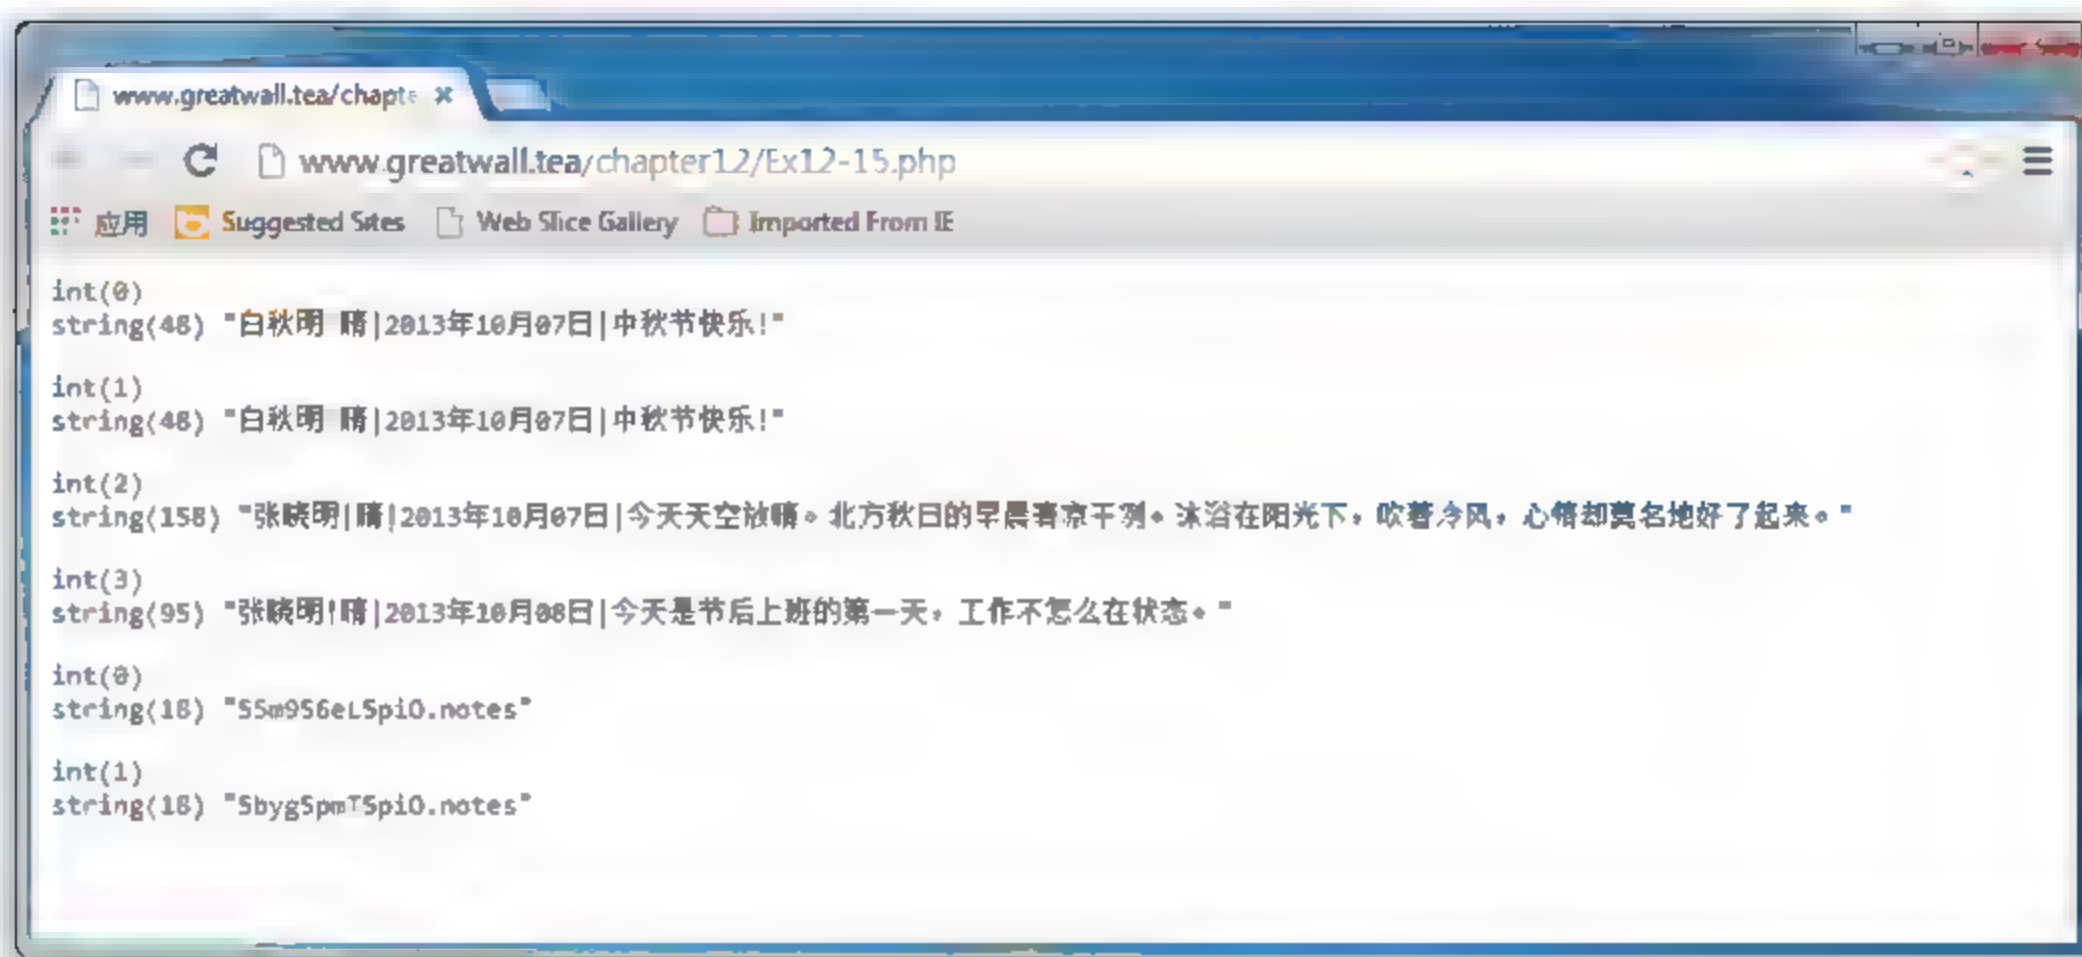 www.greatwall.tea/chapte
www.greatwall.tea/chapter12/Ex12-15.php
应用 Suggested Sites Web Slice Gallery Imported From IE
int(0)
string(48) "白秋明 晴|2013年10月07日|中秋节快乐!"
int(1)
string(48) "白秋明 晴|2013年10月07日|中秋节快乐!"
int(2)
string(158) "张晓明|晴|2013年10月07日|今天天空放晴。北方秋日的早晨寒凉干冽。沐浴在阳光下，吹着冷风，心情却莫名地好了起来。"
int(3)
string(95) "张晓明|晴|2013年10月08日|今天是节后上班的第一天，工作不怎么在状态。"
int(0)
string(18) "55m956eL5piO.notes"
int(1)
string(18) "5byg5pmT5piO.notes"